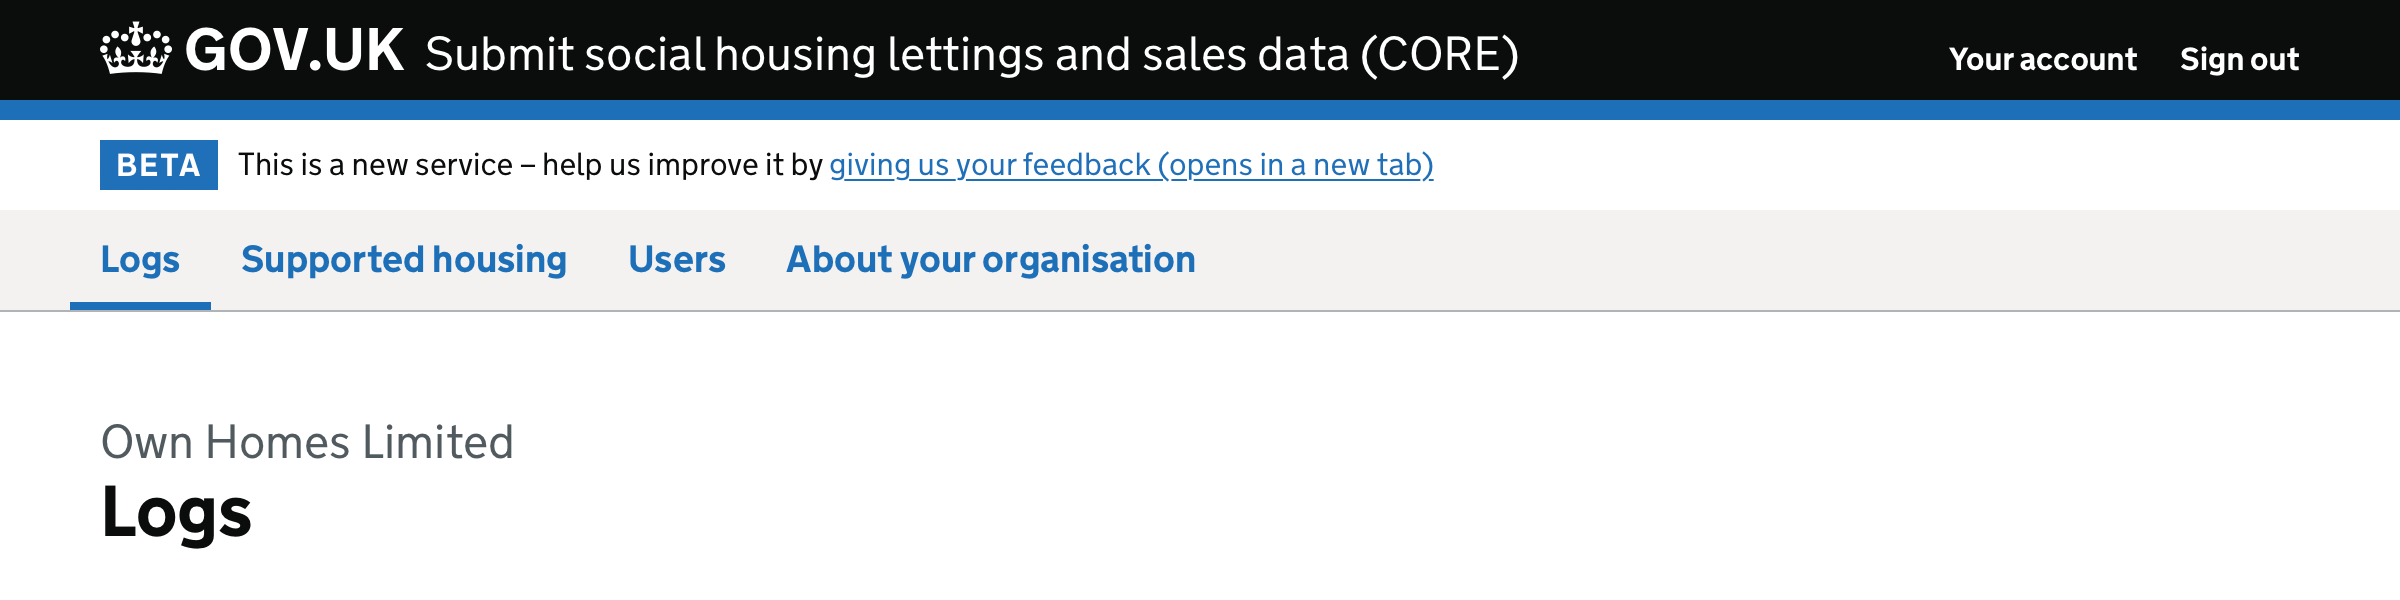 GOV.UK Submit social housing lettings and sales data (CORE) Your account Sign out
BETA This is a new service – help us improve it by giving us your feedback (opens in a new tab)
Logs Supported housing Users About your organisation
Own Homes Limited
Logs